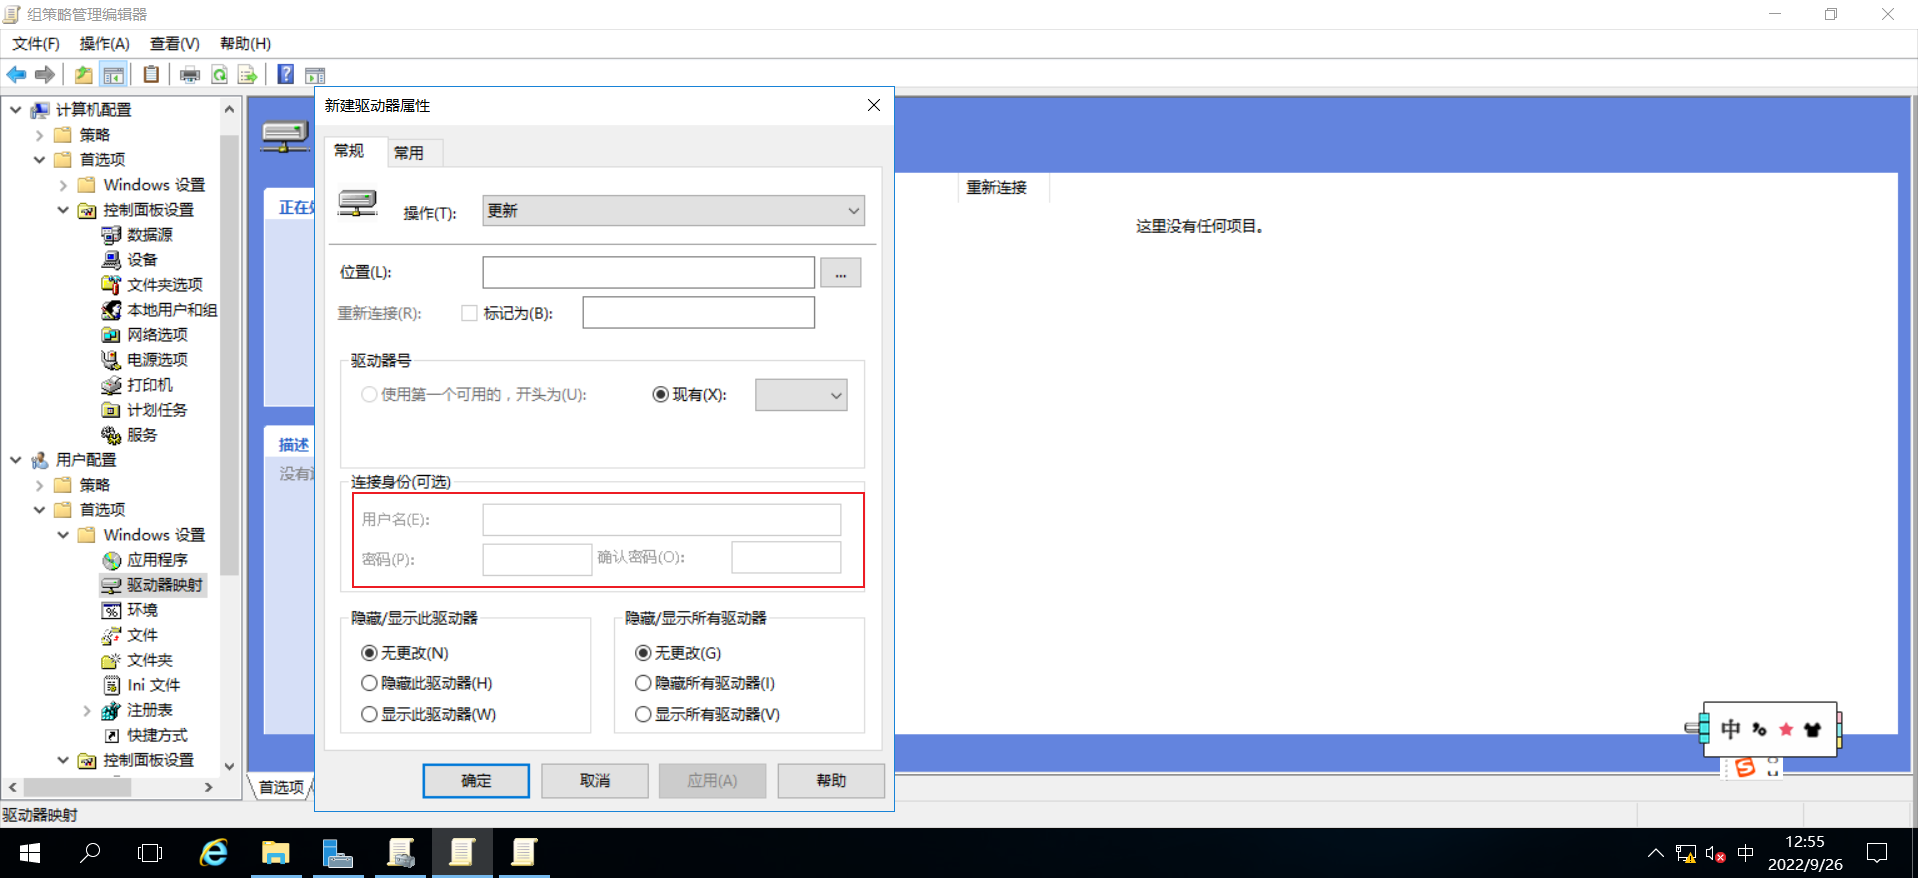 组策略管理编辑器
文件(F) 操作(A) 查看(V) 帮助(H)
计算机配置
策略
首选项
Windows 设置
控制面板设置
数据源
设备
文件夹选项
本地用户和组
网络选项
电源选项
打印机
计划任务
服务
用户配置
策略
首选项
Windows 设置
应用程序
驱动器映射
环境
文件
文件夹
Ini 文件
注册表
快捷方式
控制面板设置
正在
描述
没有
首选项
新建驱动器属性
常规 常用
操作(T): 更新
位置(L): ...
重新连接(R): 标记为(B):
驱动器号
使用第一个可用的，开头为(U): 现有(X):
连接身份(可选)
用户名(E):
密码(P): 确认密码(O):
隐藏/显示此驱动器
无更改(N)
隐藏此驱动器(H)
显示此驱动器(W)
隐藏/显示所有驱动器
无更改(G)
隐藏所有驱动器(I)
显示所有驱动器(V)
确定 取消 应用(A) 帮助
重新连接
这里没有任何项目。
中
驱动器映射
中
12:55
2022/9/26